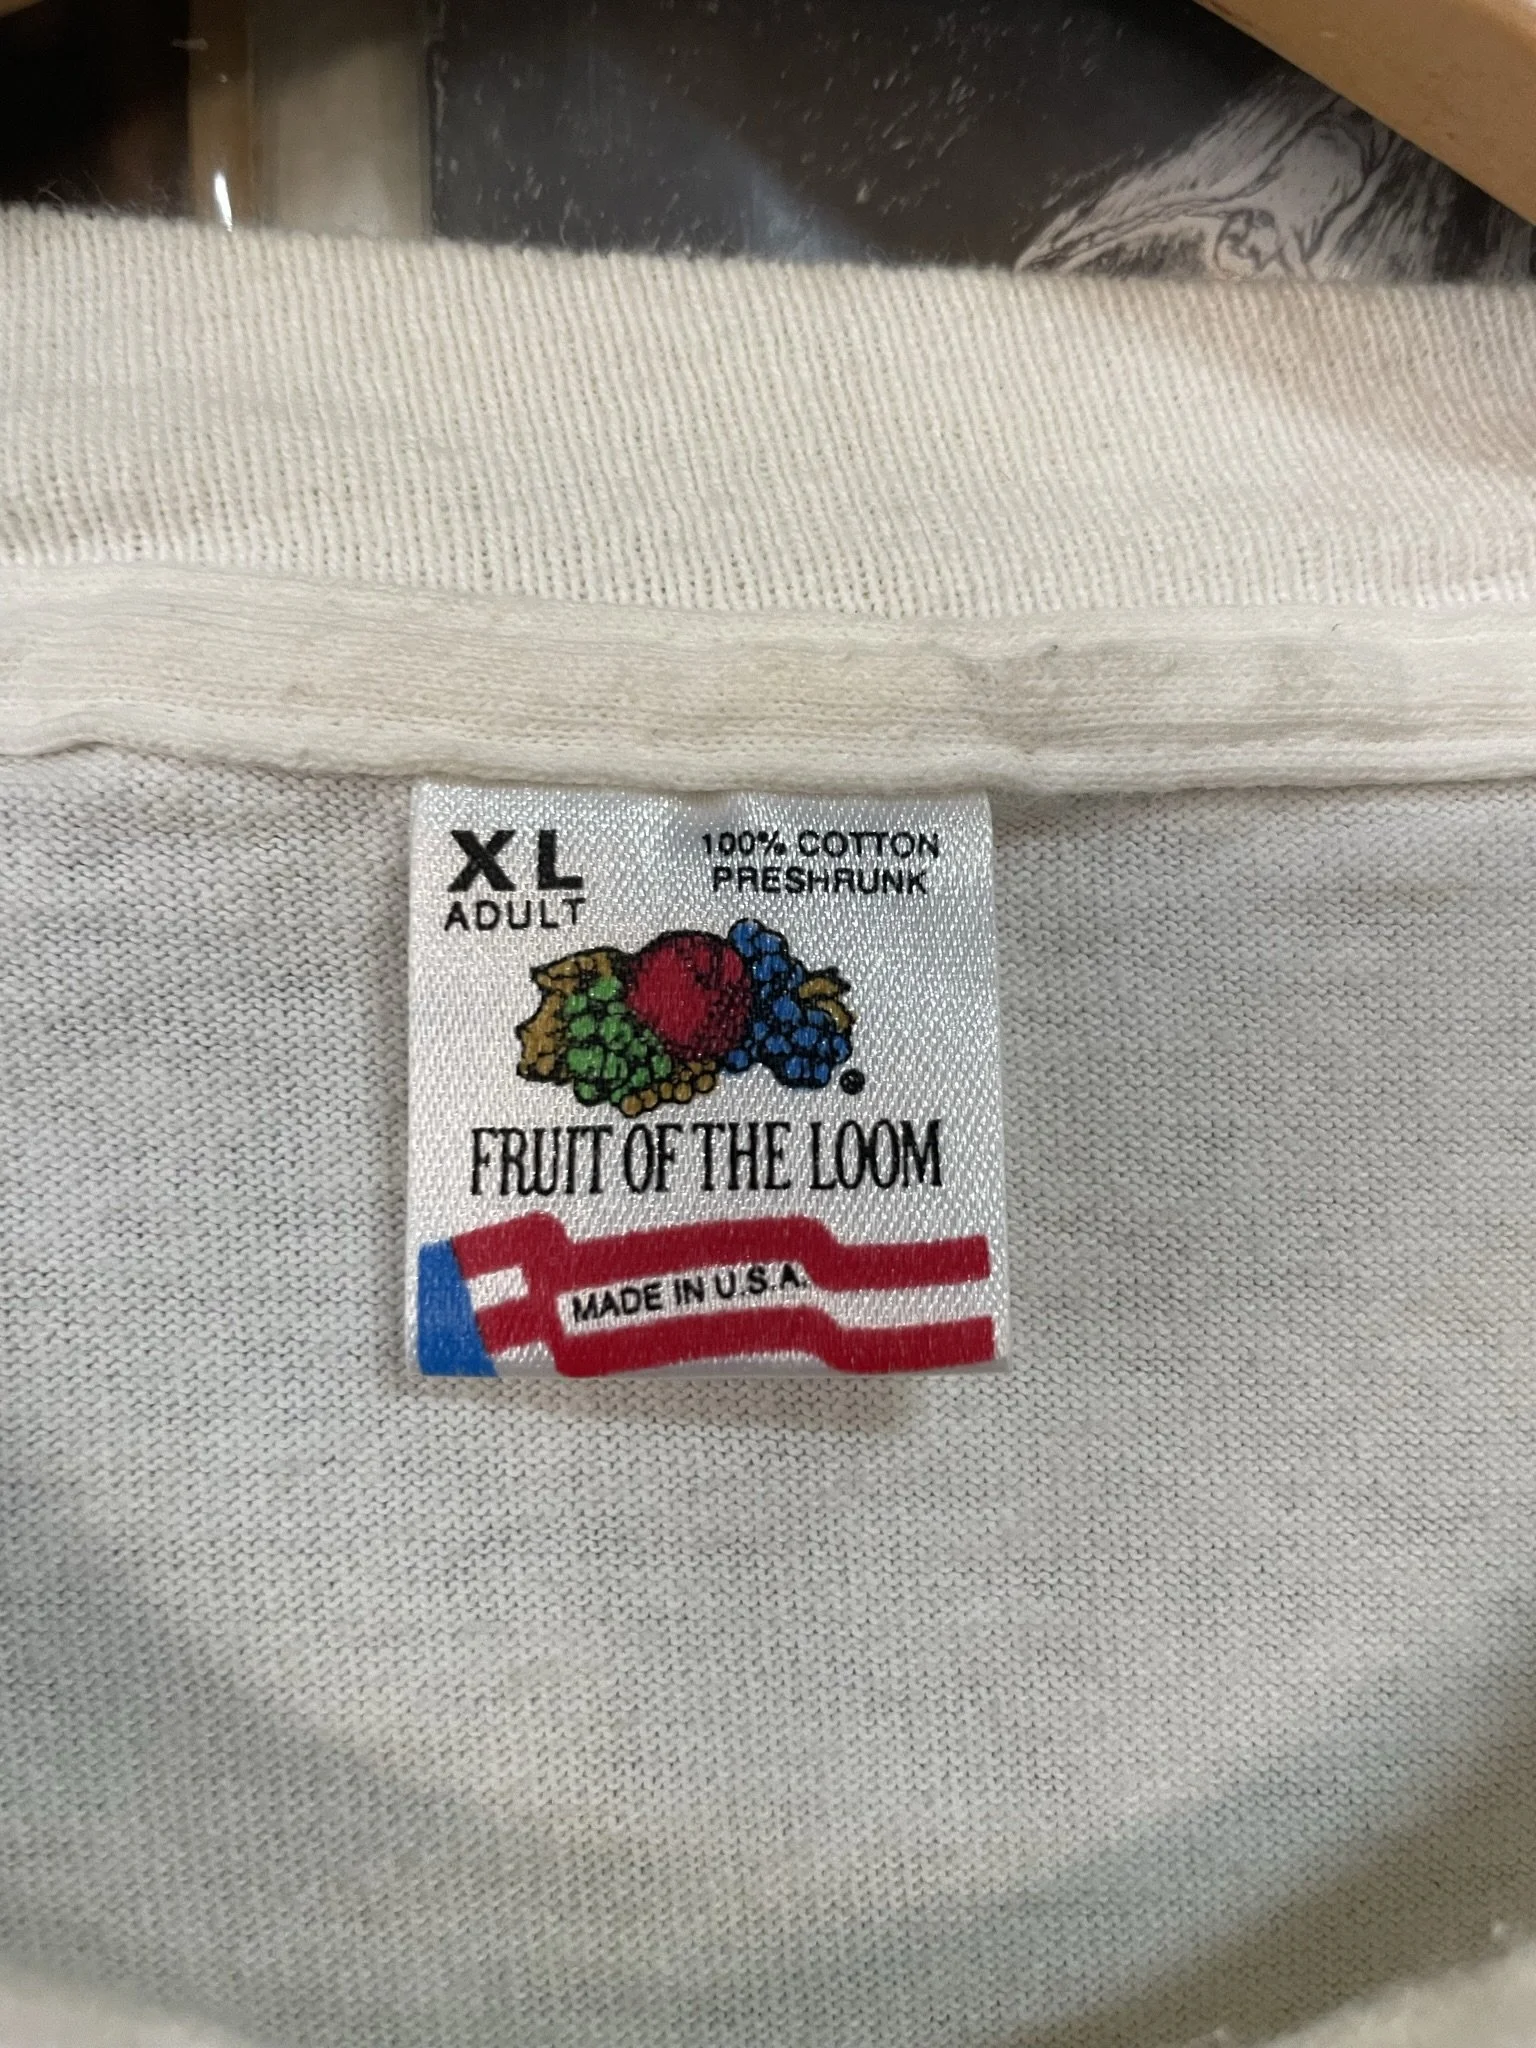 XL
ADULT
100% COTTON
PRESHRUNK
®
FRUIT OF THE LOOM
MADE IN U.S.A.